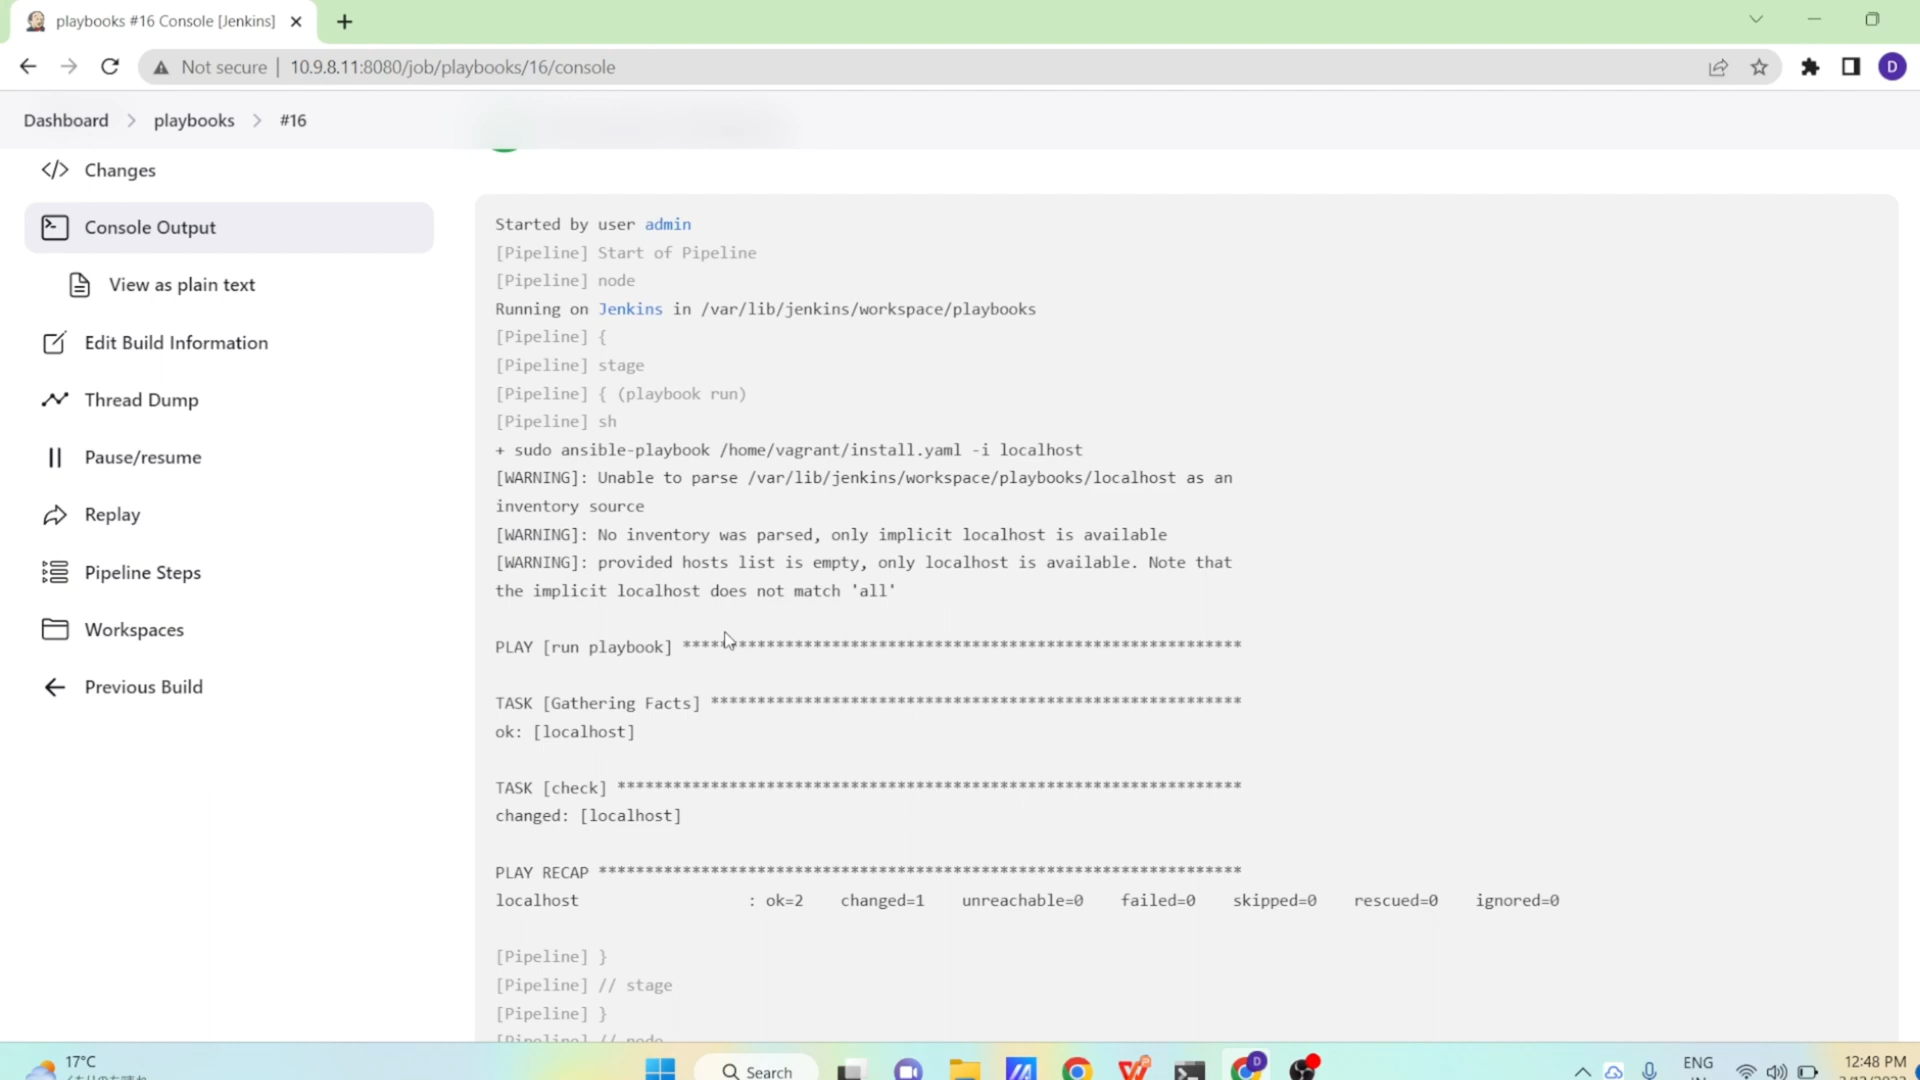 playbooks #16 Console [Jenkins]
Not secure | 10.9.8.11:8080/job/playbooks/16/console
D
Dashboard > playbooks > #16
</> Changes
Console Output
View as plain text
Edit Build Information
Thread Dump
Pause/resume
Replay
Pipeline Steps
Workspaces
Previous Build
Started by user admin
[Pipeline] Start of Pipeline
[Pipeline] node
Running on Jenkins in /var/lib/jenkins/workspace/playbooks
[Pipeline] {
[Pipeline] stage
[Pipeline] { (playbook run)
[Pipeline] sh
+ sudo ansible-playbook /home/vagrant/install.yaml -i localhost
[WARNING]: Unable to parse /var/lib/jenkins/workspace/playbooks/localhost as an
inventory source
[WARNING]: No inventory was parsed, only implicit localhost is available
[WARNING]: provided hosts list is empty, only localhost is available. Note that
the implicit localhost does not match 'all'
PLAY [run playbook] ************************************************************
TASK [Gathering Facts] *********************************************************
ok: [localhost]
TASK [check] *******************************************************************
changed: [localhost]
PLAY RECAP *********************************************************************
localhost : ok=2 changed=1 unreachable=0 failed=0 skipped=0 rescued=0 ignored=0
[Pipeline] }
[Pipeline] // stage
[Pipeline] }
[Pipeline] // node
17°C
Search
D
ENG
12:48 PM